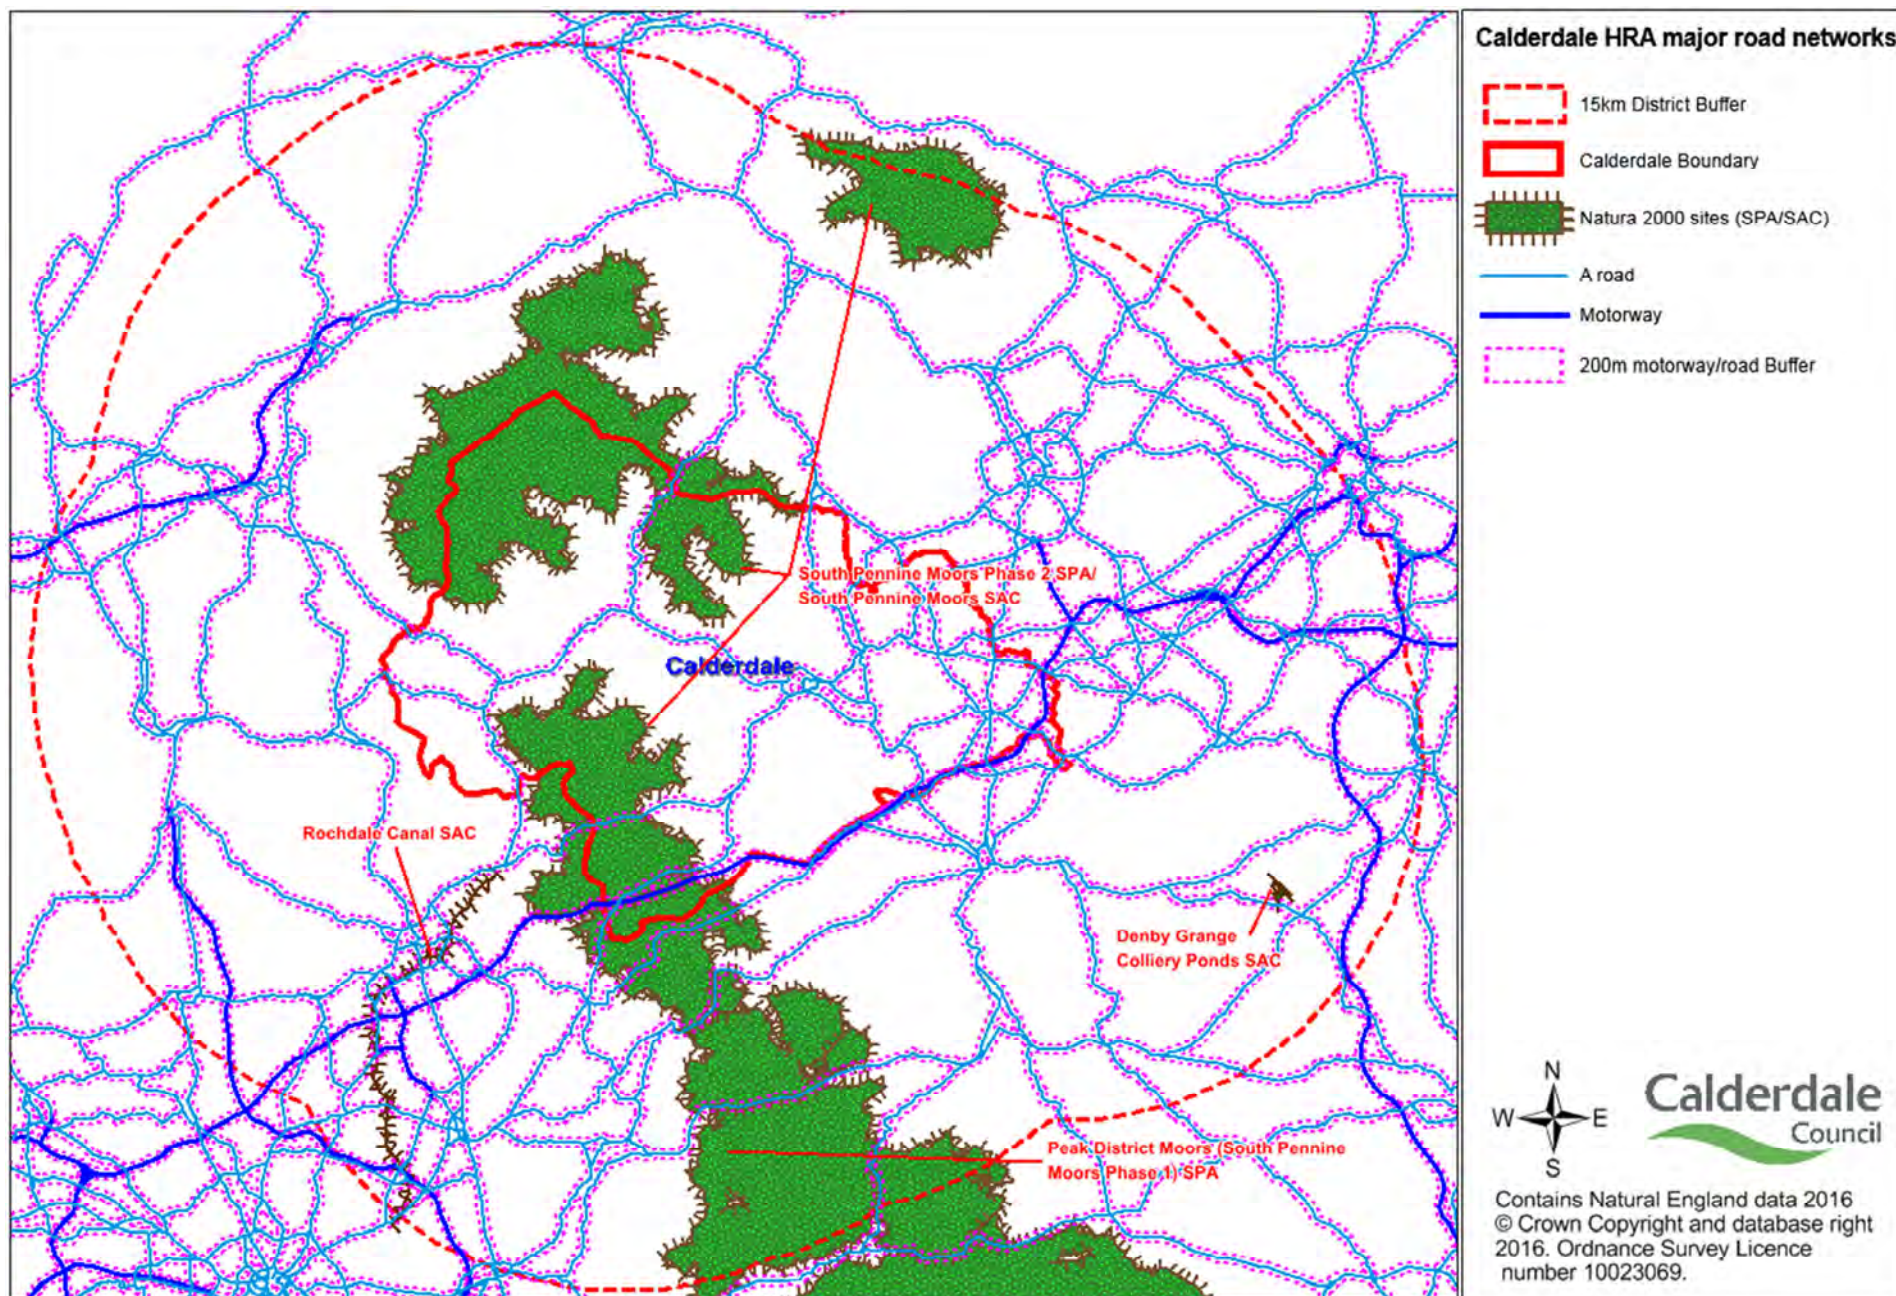 Calderdale HRA major road networks
15km District Buffer
Calderdale Boundary
Natura 2000 sites (SPA/SAC)
A road
Motorway
200m motorway/road Buffer
South Pennine Moors Phase 2 SPA/
South Pennine Moors SAC
Calderdale
Rochdale Canal SAC
Denby Grange
Colliery Ponds SAC
Peak District Moors (South Pennine
Moors Phase 1) SPA
N
W E
S
Calderdale
Council
Contains Natural England data 2016
© Crown Copyright and database right
2016. Ordnance Survey Licence
number 10023069.